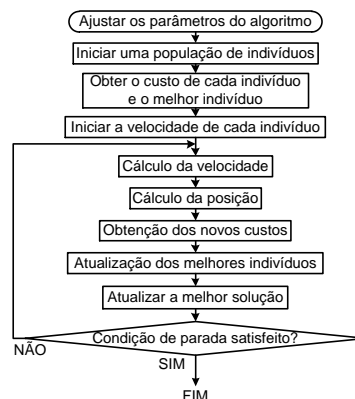 Ajustar os parâmetros do algoritmo
Iniciar uma população de indivíduos
Obter o custo de cada indivíduo
e o melhor indivíduo
Iniciar a velocidade de cada indivíduo
Cálculo da velocidade
Cálculo da posição
Obtenção dos novos custos
Atualização dos melhores indivíduos
Atualizar a melhor solução
Condição de parada satisfeito?
NÃO
SIM
FIM